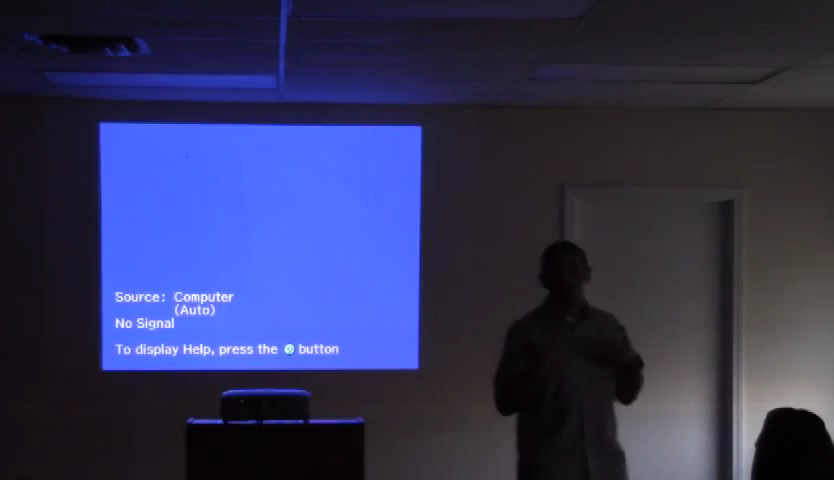 Source: Computer
(Auto)
No Signal
To display Help, press the button